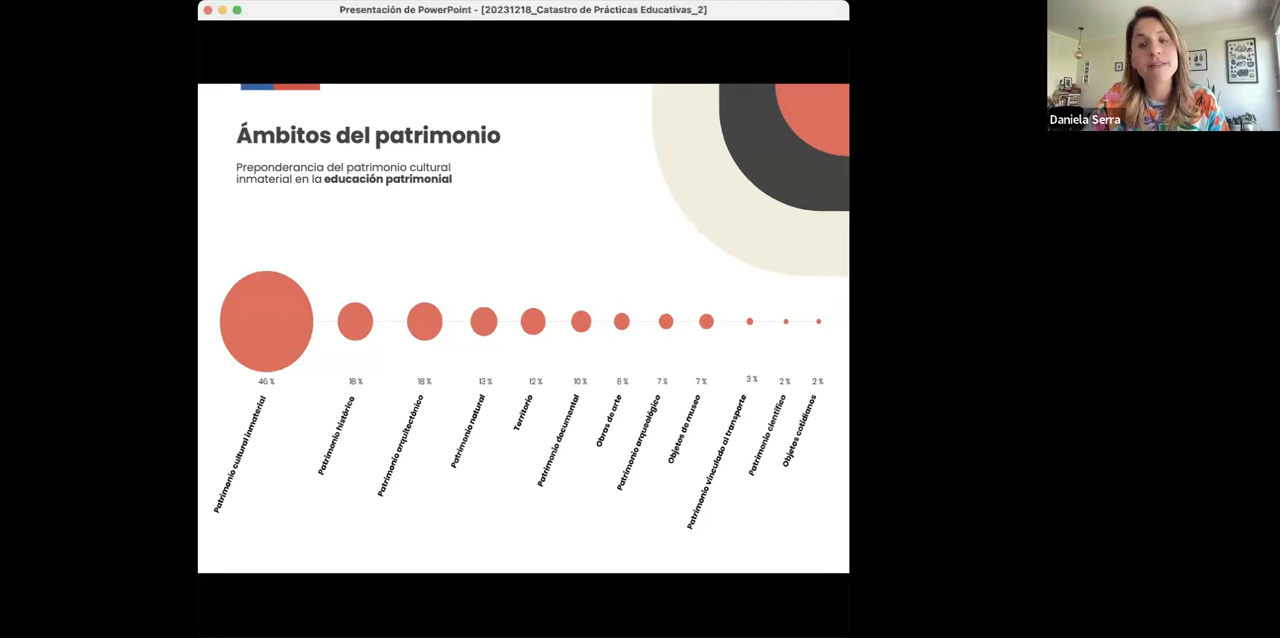 Presentación de PowerPoint - [20231218_Catastro de Prácticas Educativas_2]
Daniela Serra
Ámbitos del patrimonio
Preponderancia del patrimonio cultural
inmaterial en la educación patrimonial
46 %
18 %
18 %
13 %
12 %
10 %
8 %
7 %
7 %
3 %
2 %
2 %
Patrimonio cultural inmaterial
Patrimonio histórico
Patrimonio arquitectónico
Patrimonio natural
Territorio
Patrimonio documental
Obras de arte
Patrimonio arqueológico
Objetos de museo
Patrimonio vinculado al transporte
Patrimonio científico
Objetos cotidianos